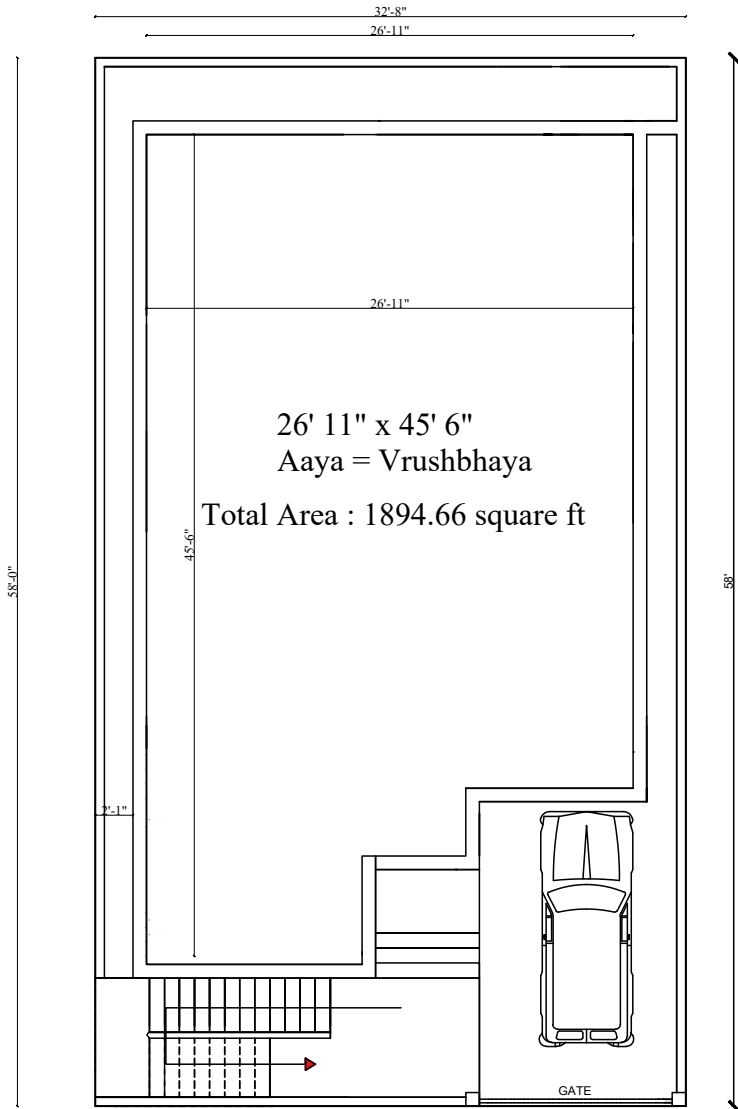 32'-8"
26'-11"
26'-11"
26' 11" x 45' 6"
Aaya = Vrushbhaya
Total Area : 1894.66 square ft
45'-6"
58'-0"
58'
2'-1"
GATE